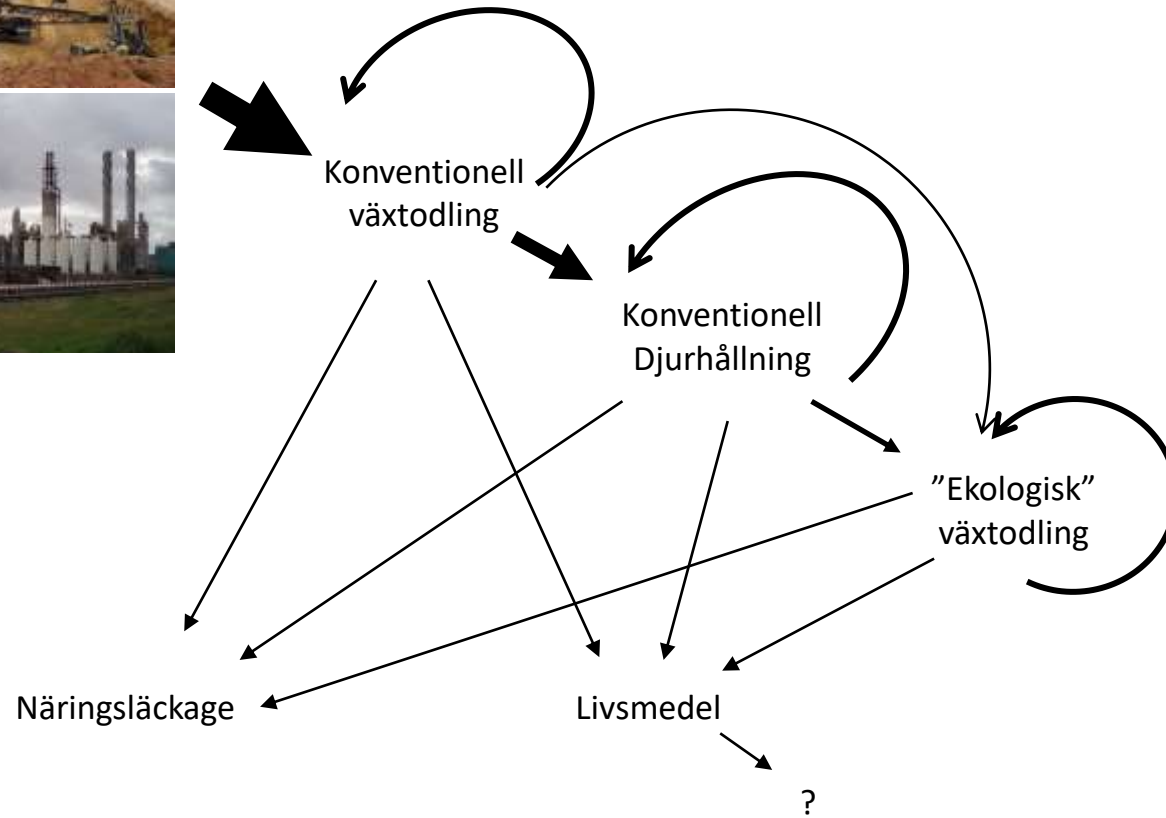 Konventionell
växtodling
Konventionell
Djurhållning
”Ekologisk”
växtodling
Näringsläckage
Livsmedel
?